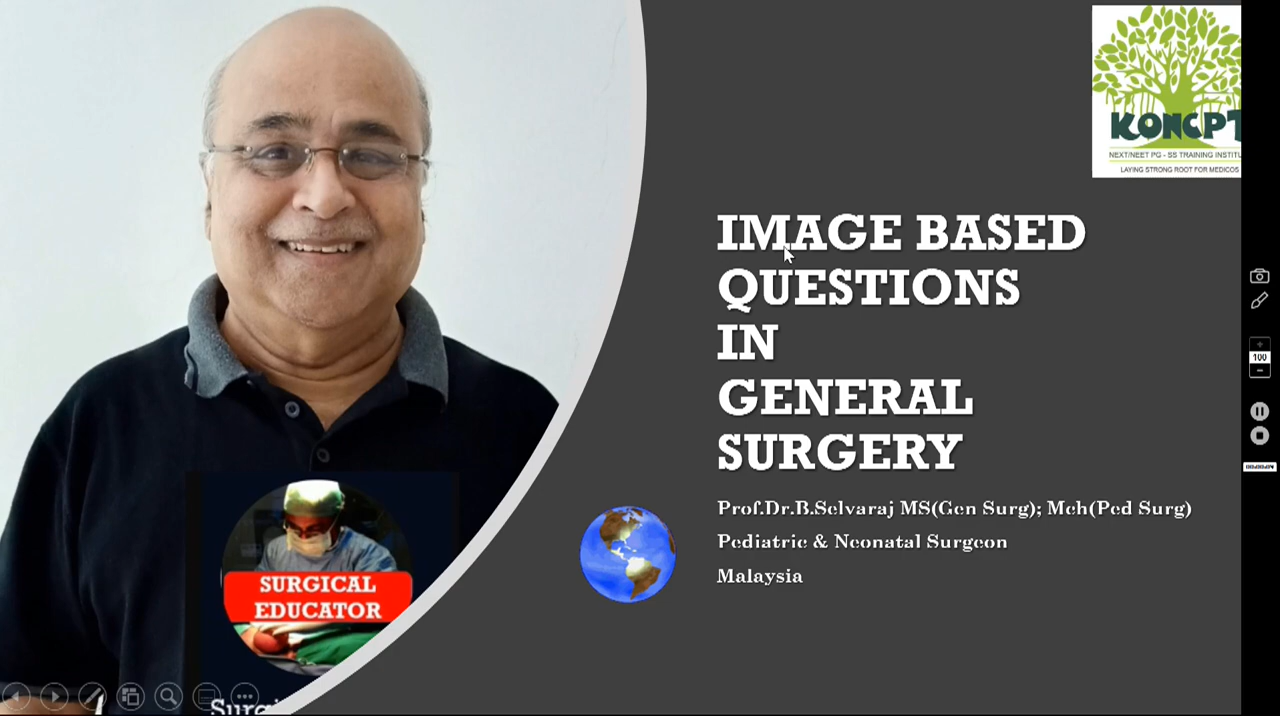 KONCPT
NEXT/NEET PG - SS TRAINING INSTITU
LAYING STRONG ROOT FOR MEDICOS
IMAGE BASED
QUESTIONS
IN
GENERAL
SURGERY
Prof.Dr.B.Selvaraj MS(Gen Surg); Mch(Ped Surg)
Pediatric & Neonatal Surgeon
Malaysia
SURGICAL
EDUCATOR
100